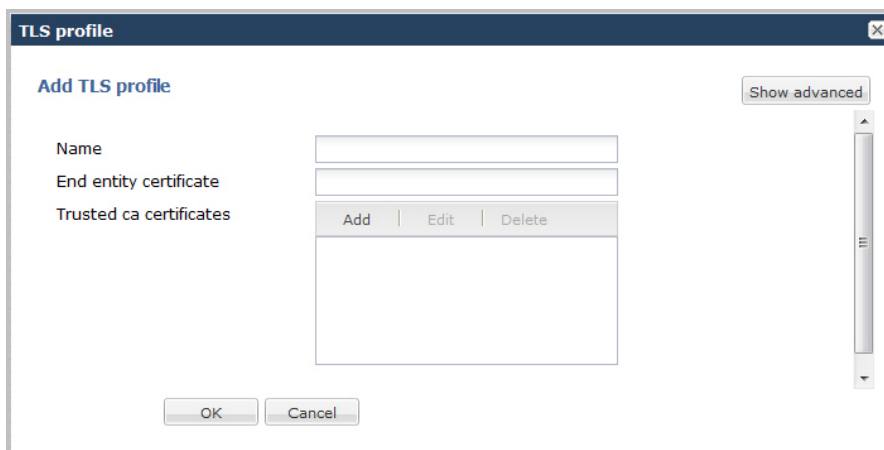 TLS profile
Add TLS profile
Show advanced
Name
End entity certificate
Trusted ca certificates
Add | Edit | Delete
OK Cancel